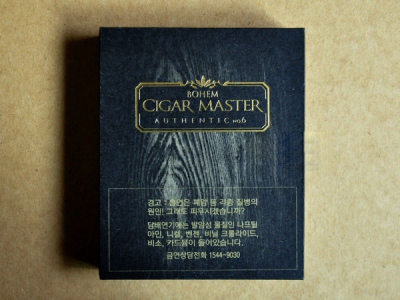 BOHEM
CIGAR MASTER
AUTHENTIC no6
경고 : 흡연은 폐암 등 각종 질병의
원인! 그래도 피우시겠습니까?
담배연기에는 발암성 물질인 나프틸
아민, 니켈, 벤젠, 비닐 크롤라이드,
비소, 카드뮴이 들어있습니다.
금연상담전화 1544-9030